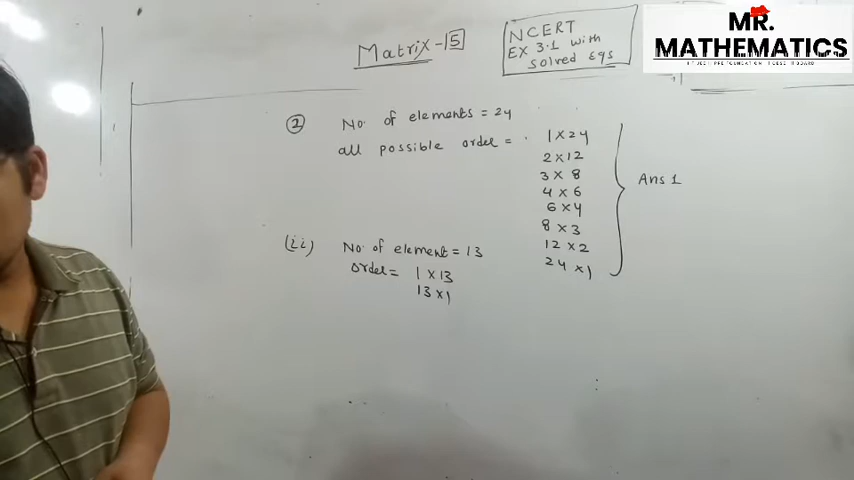 Matrix-15
NCERT
EX 3.1 with
solved Eqs
MR.
MATHEMATICS
② No. of elements = 24
all possible order =
1×24
2×12
3×8
4×6
6×4
8×3
12×2
24×1
Ans 1
(ii) No. of element = 13
order = 1×13
13×1